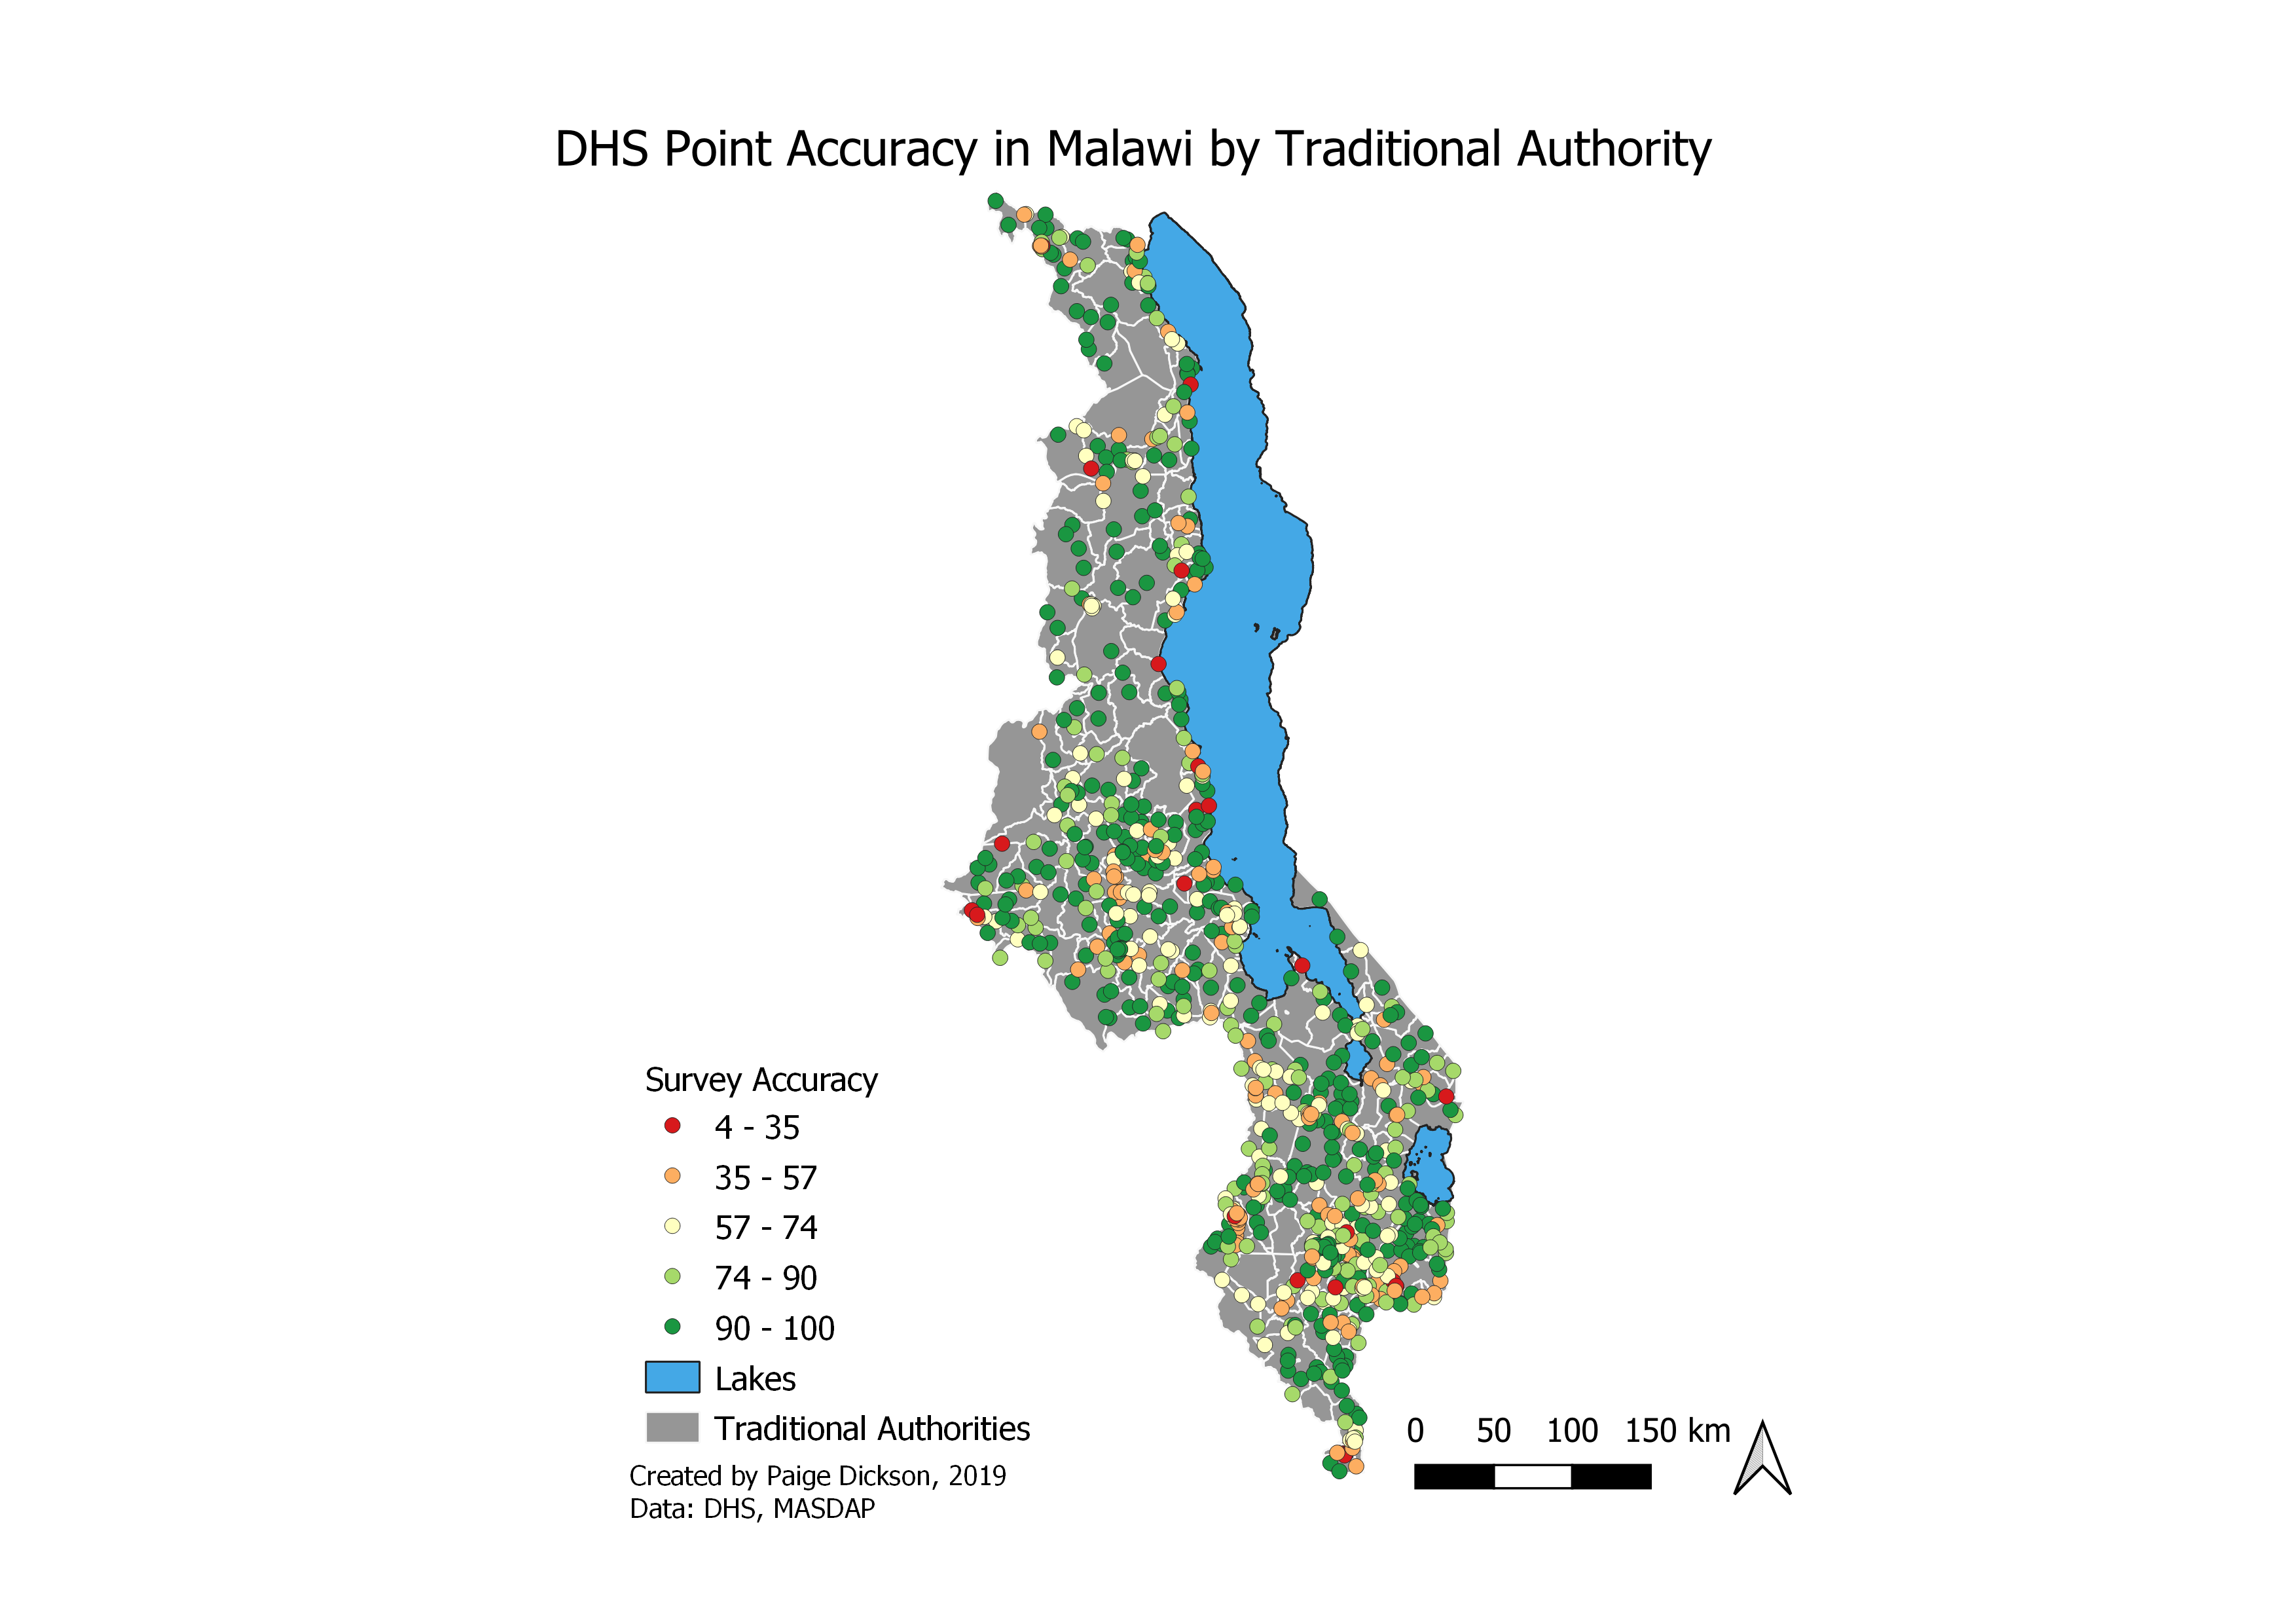 DHS Point Accuracy in Malawi by Traditional Authority
Survey Accuracy
4 - 35
35 - 57
57 - 74
74 - 90
90 - 100
Lakes
Traditional Authorities
Created by Paige Dickson, 2019
Data: DHS, MASDAP
0 50 100 150 km